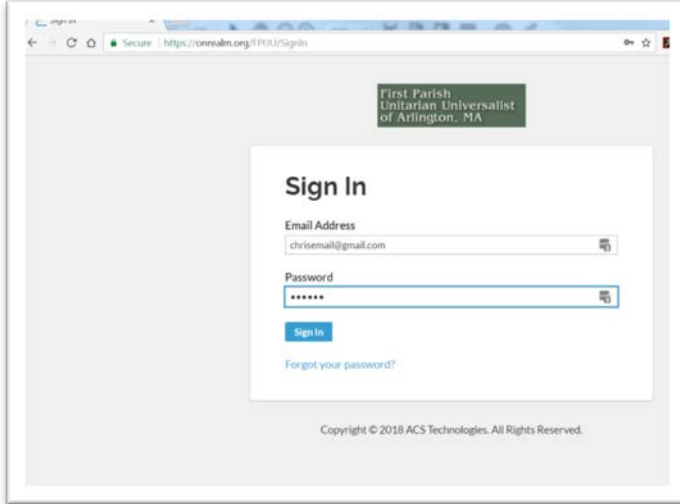 Sign In
Secure https://onrealm.org/FPUU/SignIn
First Parish
Unitarian Universalist
of Arlington, MA
Sign In
Email Address
chrisemail@gmail.com
Password
••••••
Sign In
Forgot your password?
Copyright © 2018 ACS Technologies. All Rights Reserved.